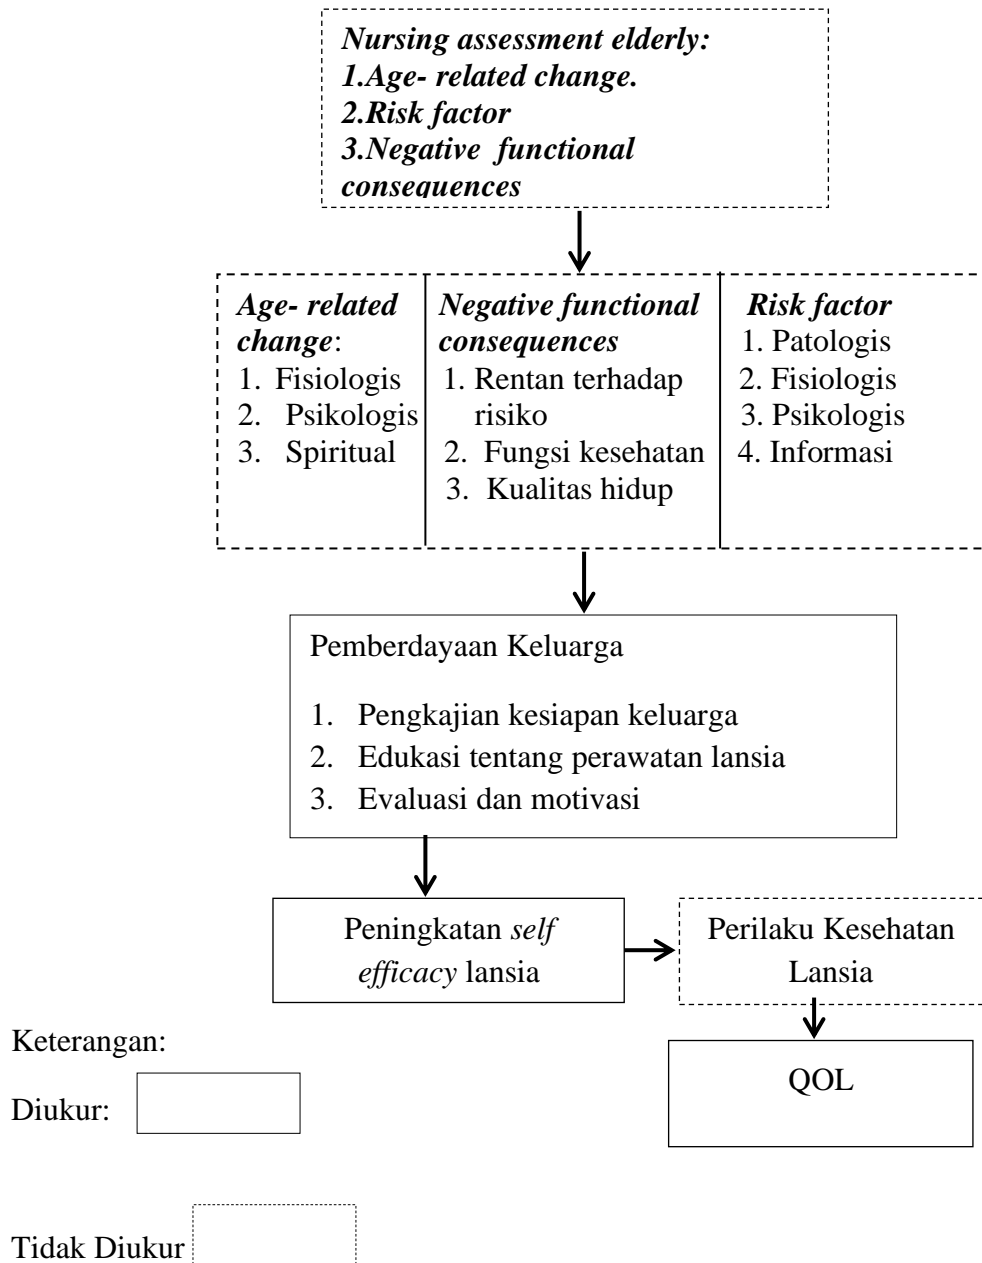 Nursing assessment elderly:
1.Age- related change.
2.Risk factor
3.Negative functional
consequences
Age- related
change:
1. Fisiologis
2. Psikologis
3. Spiritual
Negative functional
consequences
1. Rentan terhadap
risiko
2. Fungsi kesehatan
3. Kualitas hidup
Risk factor
1. Patologis
2. Fisiologis
3. Psikologis
4. Informasi
Pemberdayaan Keluarga
1. Pengkajian kesiapan keluarga
2. Edukasi tentang perawatan lansia
3. Evaluasi dan motivasi
Peningkatan self
efficacy lansia
Perilaku Kesehatan
Lansia
QOL
Keterangan:
Diukur:
Tidak Diukur